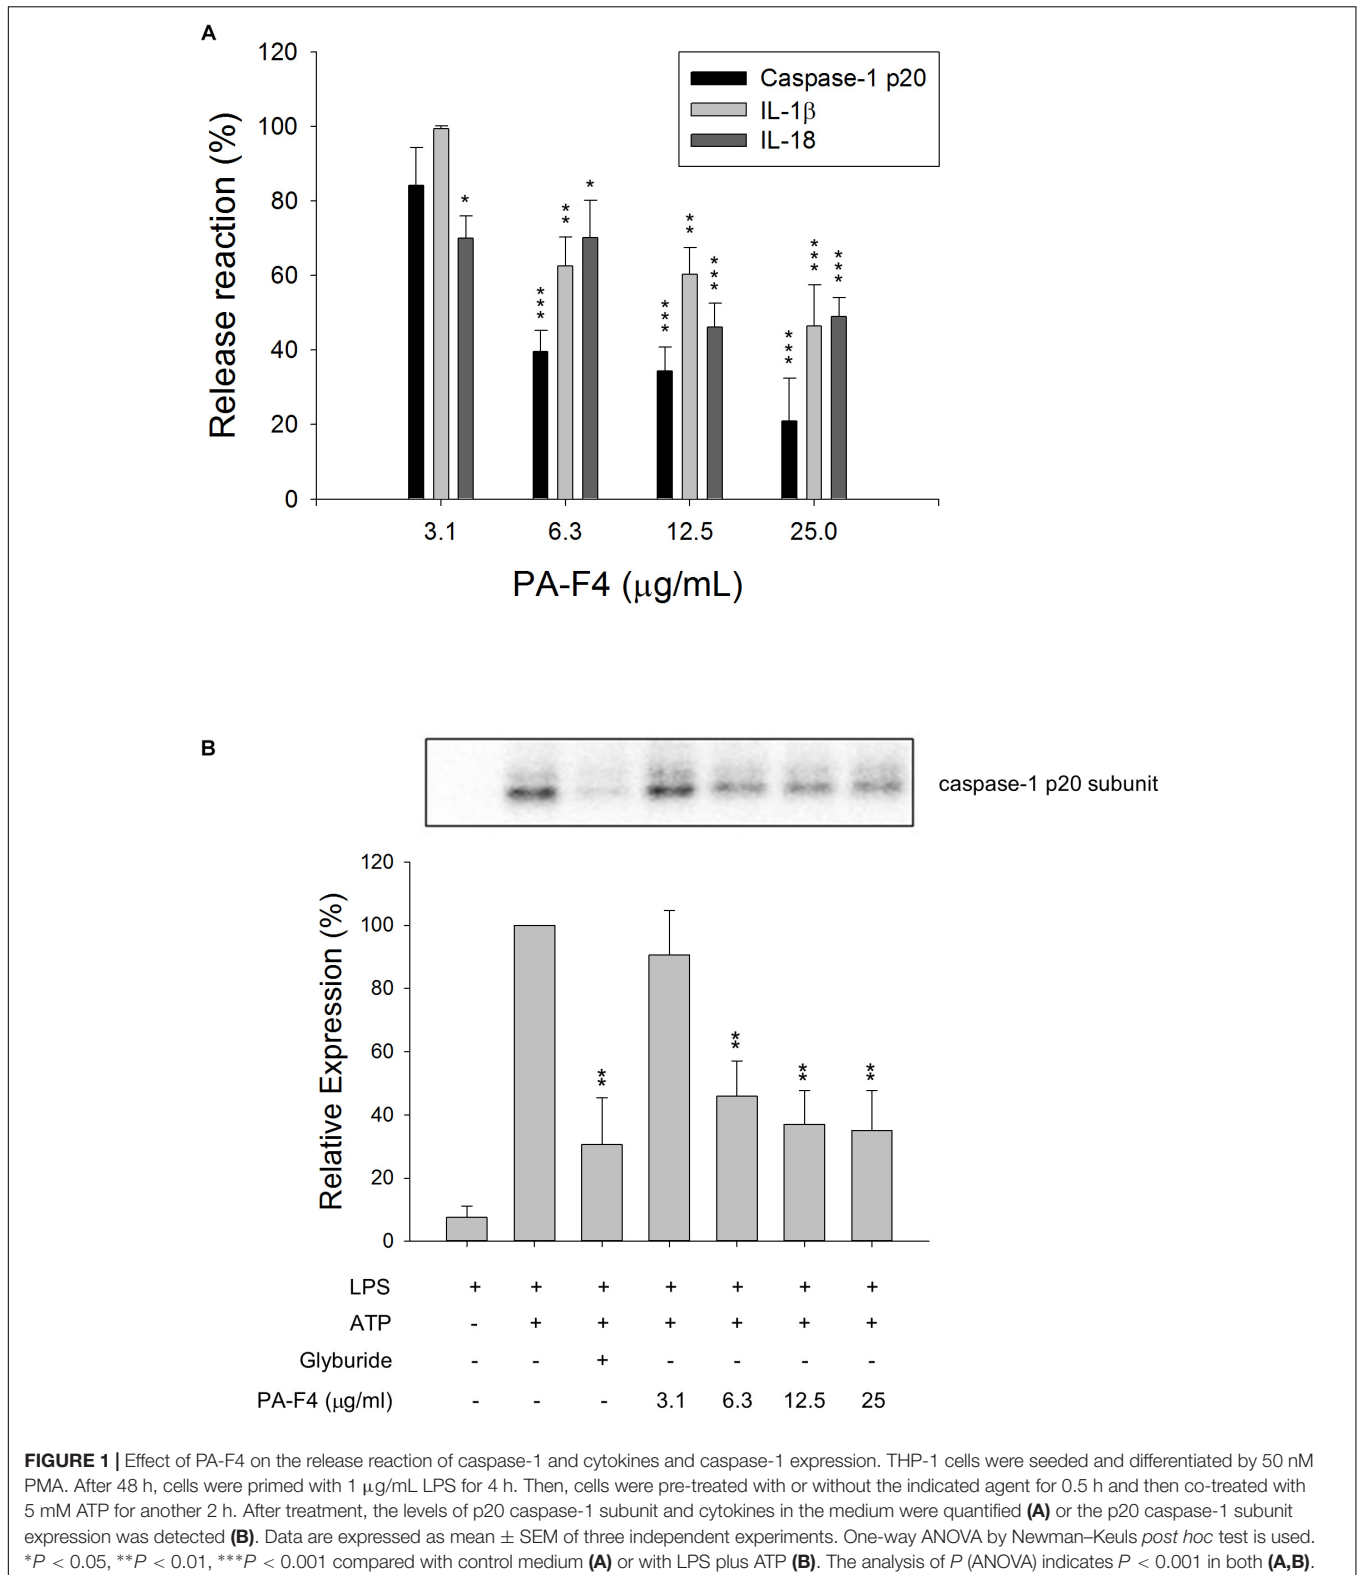 A
120
100
80
60
40
20
0
Release reaction (%)
Caspase-1 p20
IL-1β
IL-18
*
***
**
*
***
**
***
***
***
***
3.1 6.3 12.5 25.0
PA-F4 (μg/mL)
B
caspase-1 p20 subunit
120
100
80
60
40
20
0
Relative Expression (%)
**
**
**
**
LPS + + + + + + +
ATP - + + + + + +
Glyburide - - + - - - -
PA-F4 (μg/ml) - - - 3.1 6.3 12.5 25
FIGURE 1 | Effect of PA-F4 on the release reaction of caspase-1 and cytokines and caspase-1 expression. THP-1 cells were seeded and differentiated by 50 nM
PMA. After 48 h, cells were primed with 1 μg/mL LPS for 4 h. Then, cells were pre-treated with or without the indicated agent for 0.5 h and then co-treated with
5 mM ATP for another 2 h. After treatment, the levels of p20 caspase-1 subunit and cytokines in the medium were quantified (A) or the p20 caspase-1 subunit
expression was detected (B). Data are expressed as mean ± SEM of three independent experiments. One-way ANOVA by Newman–Keuls post hoc test is used.
*P < 0.05, **P < 0.01, ***P < 0.001 compared with control medium (A) or with LPS plus ATP (B). The analysis of P (ANOVA) indicates P < 0.001 in both (A,B).